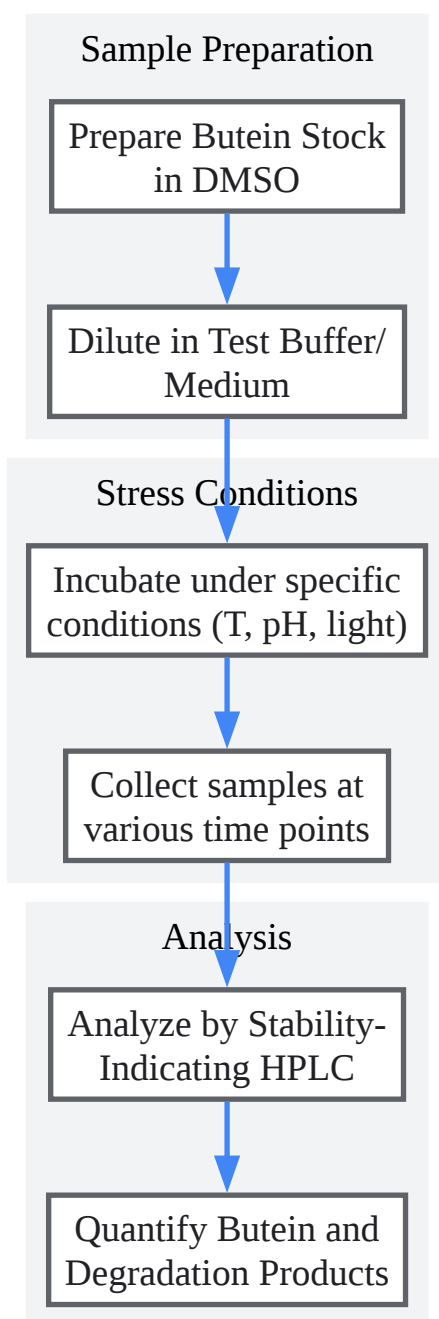 Sample Preparation
Prepare Butein Stock
in DMSO
Dilute in Test Buffer/
Medium
Stress Conditions
Incubate under specific
conditions (T, pH, light)
Collect samples at
various time points
Analysis
Analyze by Stability-
Indicating HPLC
Quantify Butein and
Degradation Products